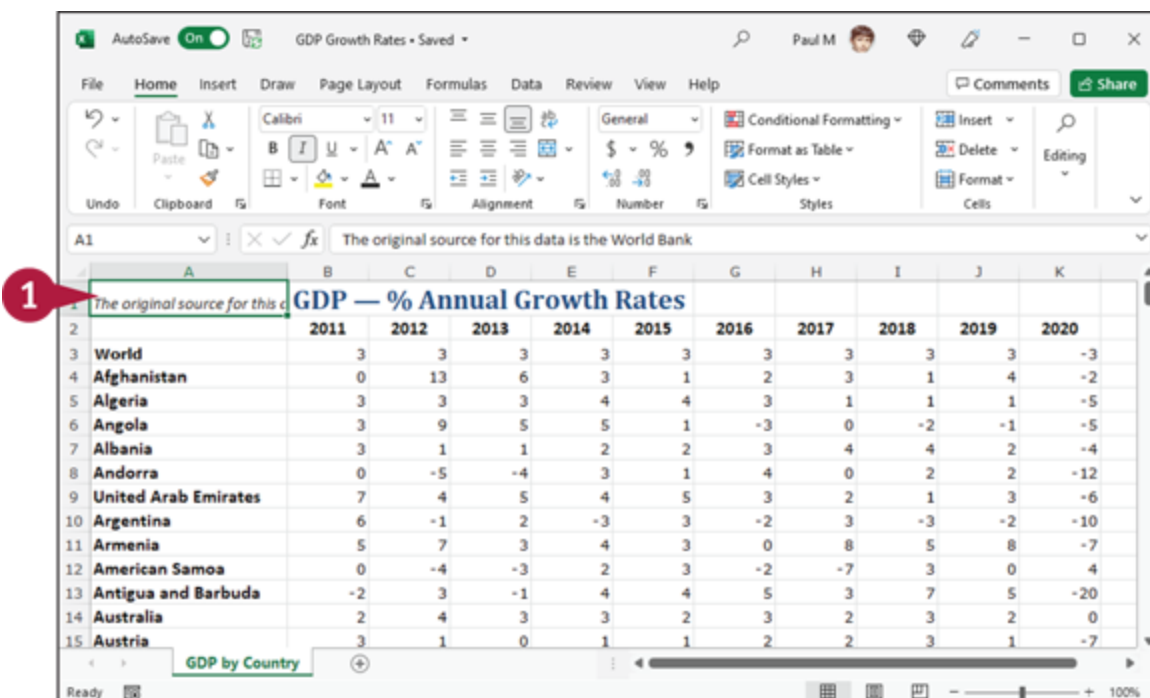 AutoSave On GDP Growth Rates • Saved Paul M
File Home Insert Draw Page Layout Formulas Data Review View Help Comments Share
Calibri 11 General Conditional Formatting Insert
Paste B I U A A $ % 9 Format as Table Delete Editing
A Cell Styles Format
Undo Clipboard Font Alignment Number Styles Cells
A1 fx The original source for this data is the World Bank
A B C D E F G H I J K
1 1 The original source for this d GDP — % Annual Growth Rates
2 2011 2012 2013 2014 2015 2016 2017 2018 2019 2020
3 World 3 3 3 3 3 3 3 3 3 -3
4 Afghanistan 0 13 6 3 1 2 3 1 4 -2
5 Algeria 3 3 3 4 4 3 1 1 1 -5
6 Angola 3 9 5 5 1 -3 0 -2 -1 -5
7 Albania 3 1 1 2 2 3 4 4 2 -4
8 Andorra 0 -5 -4 3 1 4 0 2 2 -12
9 United Arab Emirates 7 4 5 4 5 3 2 1 3 -6
10 Argentina 6 -1 2 -3 3 -2 3 -3 -2 -10
11 Armenia 5 7 3 4 3 0 8 5 8 -7
12 American Samoa 0 -4 -3 2 3 -2 -7 3 0 4
13 Antigua and Barbuda -2 3 -1 4 4 5 3 7 5 -20
14 Australia 2 4 3 3 2 3 2 3 2 0
15 Austria 3 1 0 1 1 2 2 3 1 -7
GDP by Country
Ready 100%